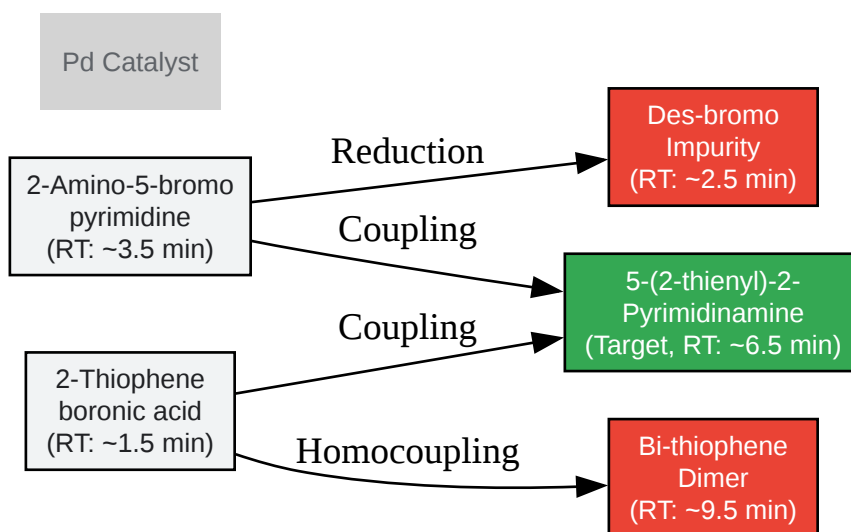 Pd Catalyst
2-Amino-5-bromo
pyrimidine
(RT: ~3.5 min)
2-Thiophene
boronic acid
(RT: ~1.5 min)
Reduction
Coupling
Coupling
Homocoupling
Des-bromo
Impurity
(RT: ~2.5 min)
5-(2-thienyl)-2-
Pyrimidinamine
(Target, RT: ~6.5 min)
Bi-thiophene
Dimer
(RT: ~9.5 min)